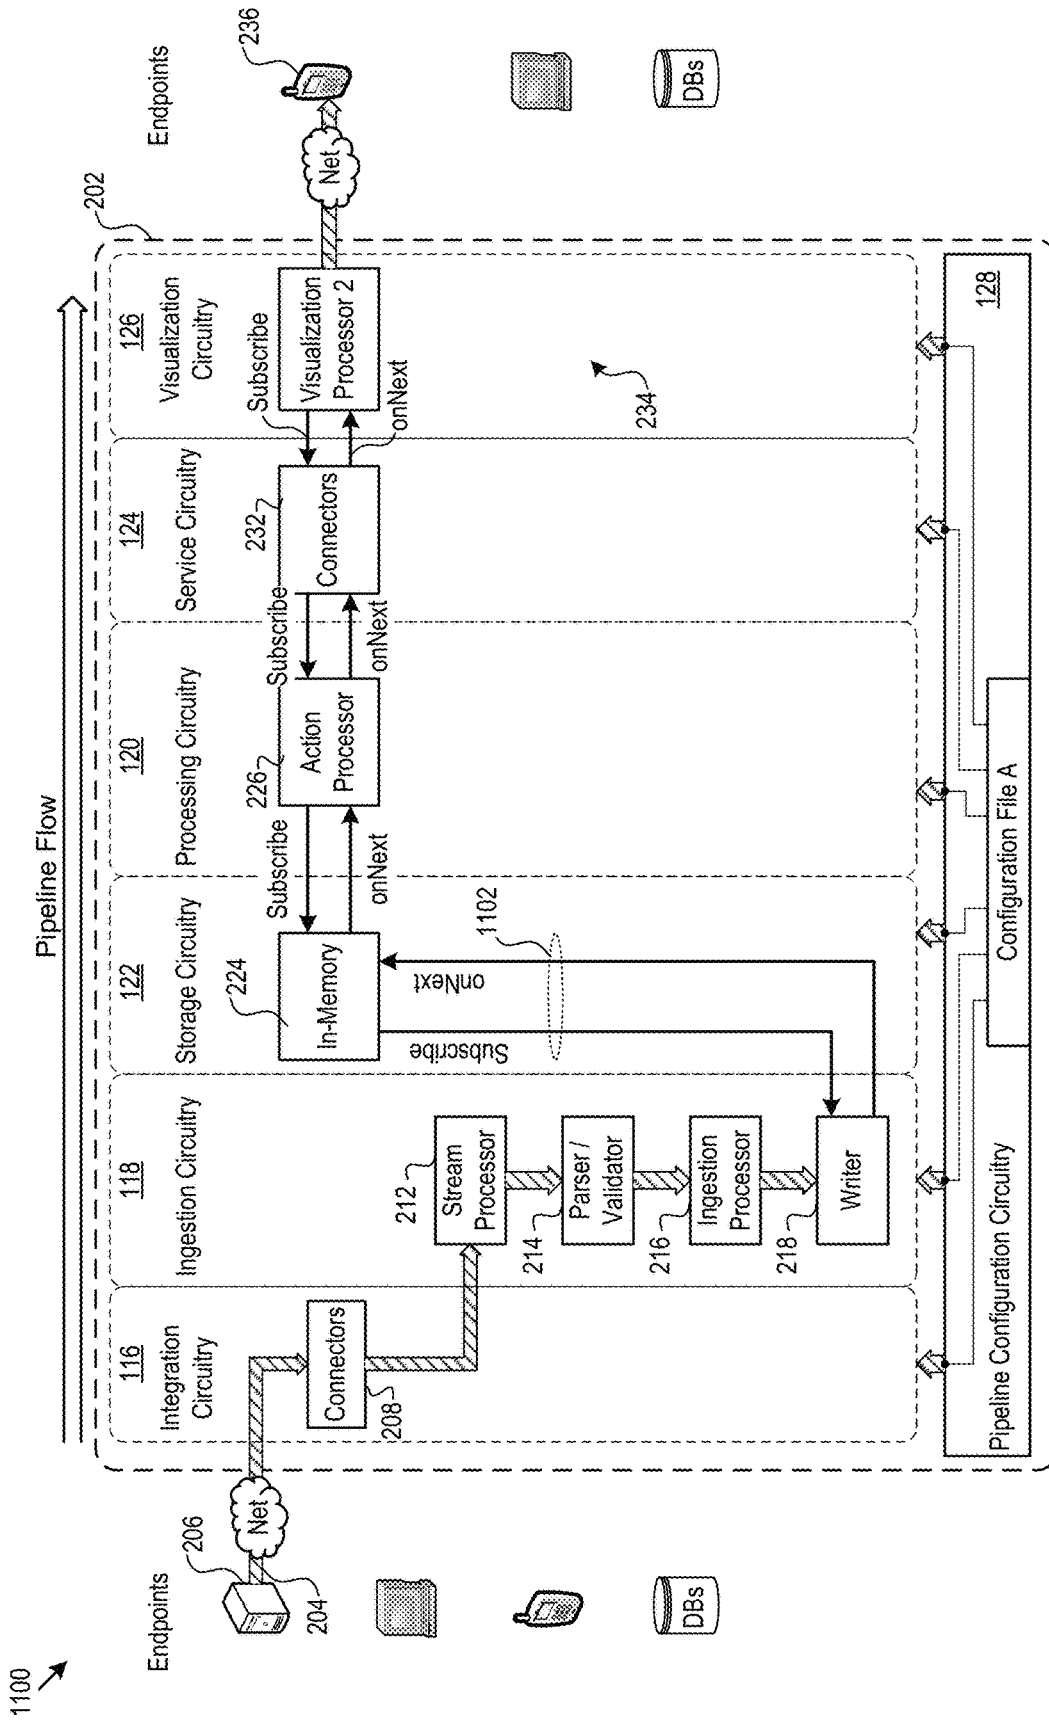 1100
Pipeline Flow
Endpoints
206
Net
204
DBs
202
116
Integration
Circuitry
Connectors
208
118
Ingestion Circuitry
212
Stream
Processor
214
Parser /
Validator
216
Ingestion
Processor
218
Writer
122
Storage Circuitry
224
In-Memory
Subscribe
onNext
1102
120
Processing Circuitry
Subscribe
226
Action
Processor
onNext
124
Service Circuitry
Subscribe
232
Connectors
onNext
126
Visualization
Circuitry
Subscribe
Visualization
Processor 2
onNext
234
Endpoints
236
Net
DBs
Pipeline Configuration Circuitry
Configuration File A
128